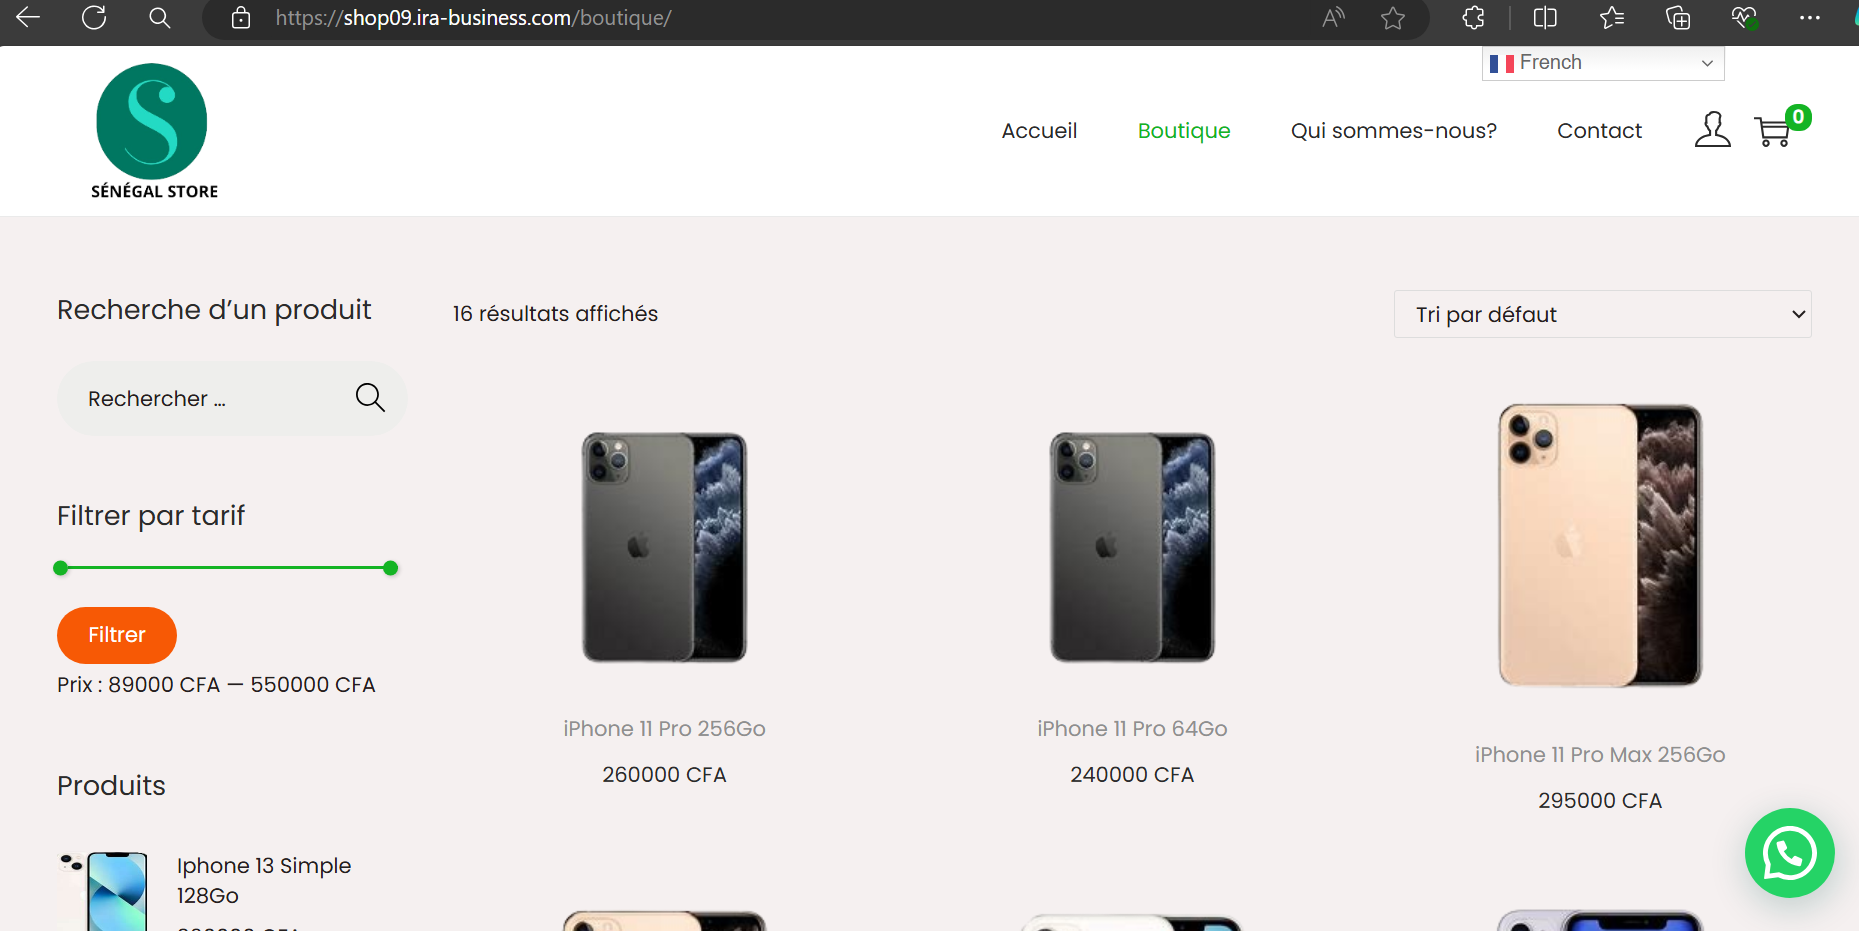 https://shop09.ira-business.com/boutique/
French
SÉNÉGAL STORE
Accueil
Boutique
Qui sommes-nous?
Contact
0
Recherche d’un produit
Rechercher …
Filtrer par tarif
Filtrer
Prix : 89000 CFA — 550000 CFA
Produits
Iphone 13 Simple
128Go
16 résultats affichés
Tri par défaut
iPhone 11 Pro 256Go
260000 CFA
iPhone 11 Pro 64Go
240000 CFA
iPhone 11 Pro Max 256Go
295000 CFA